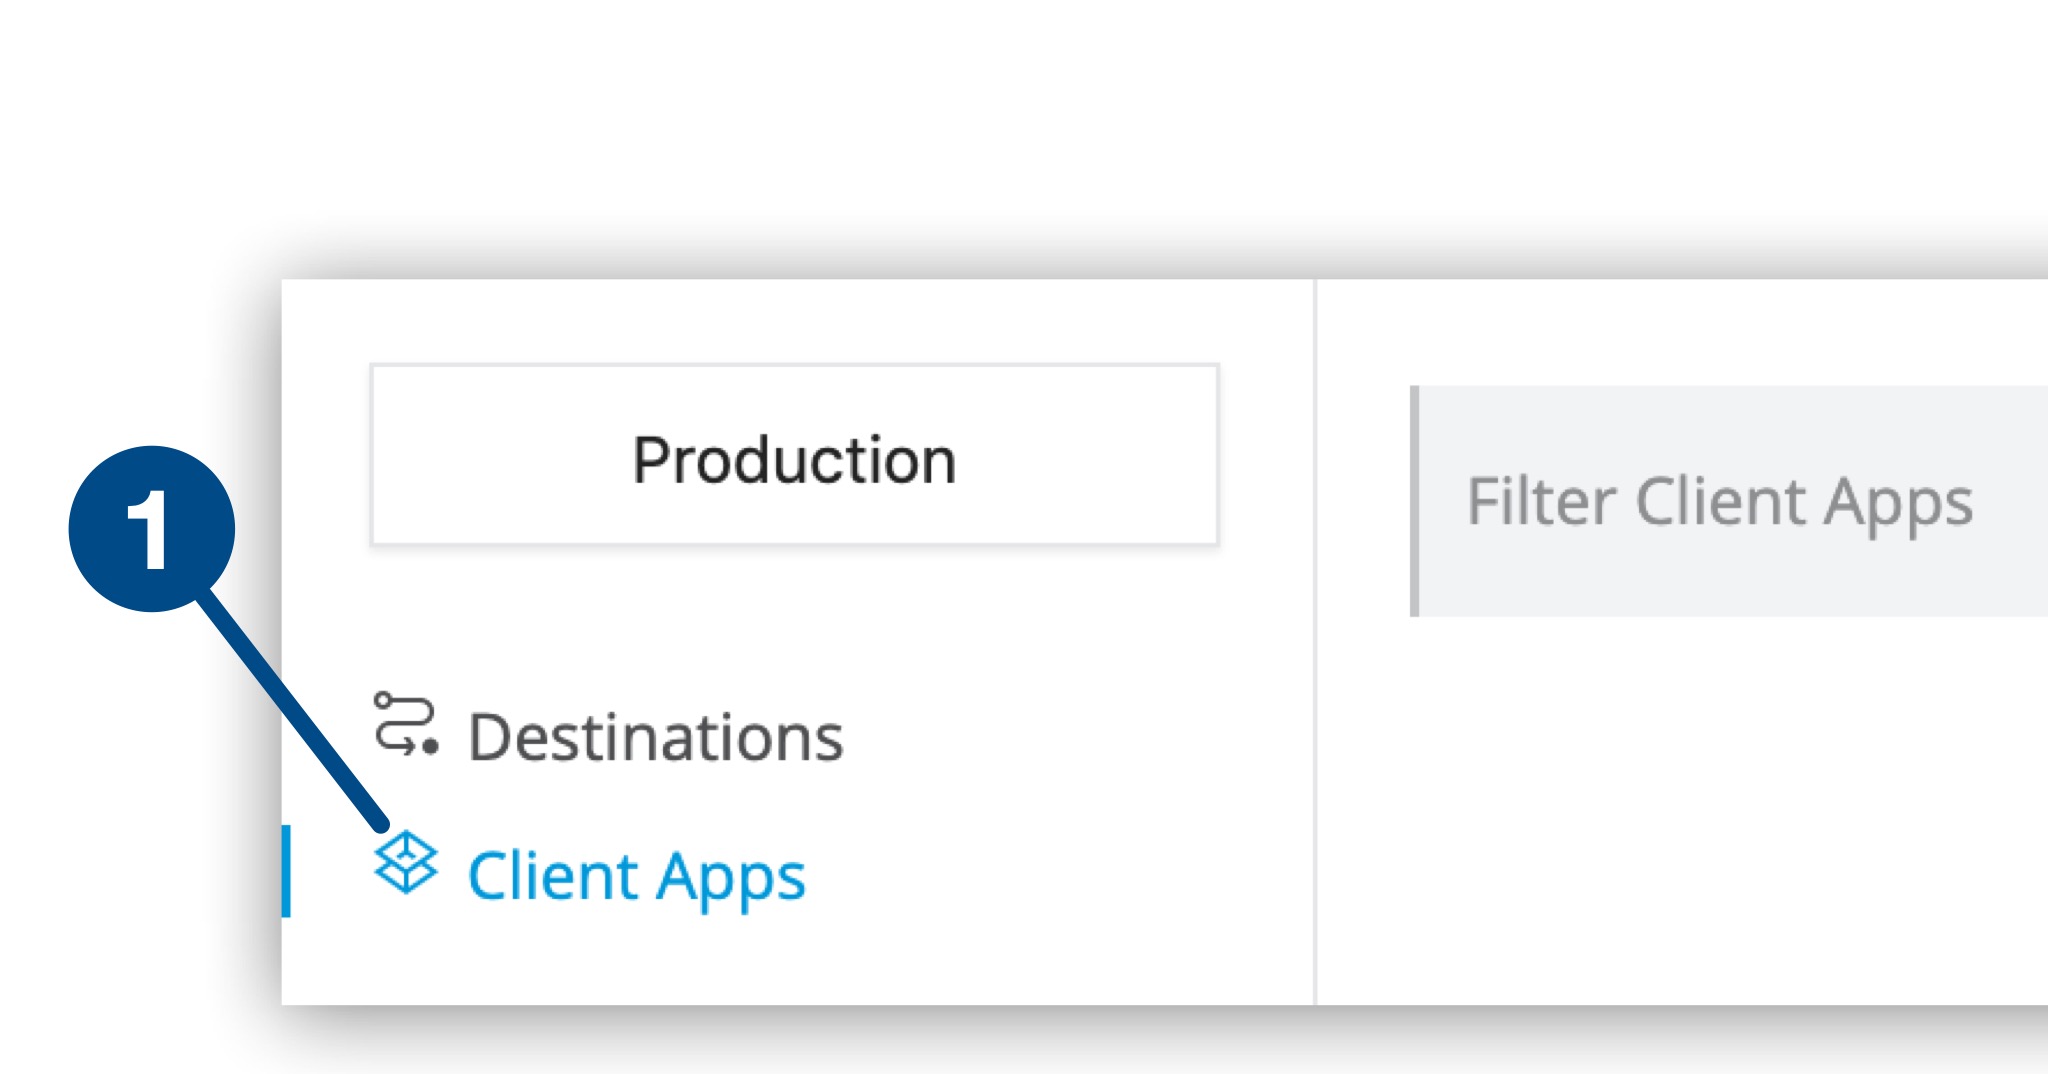 Production
Filter Client Apps
1
Destinations
Client Apps